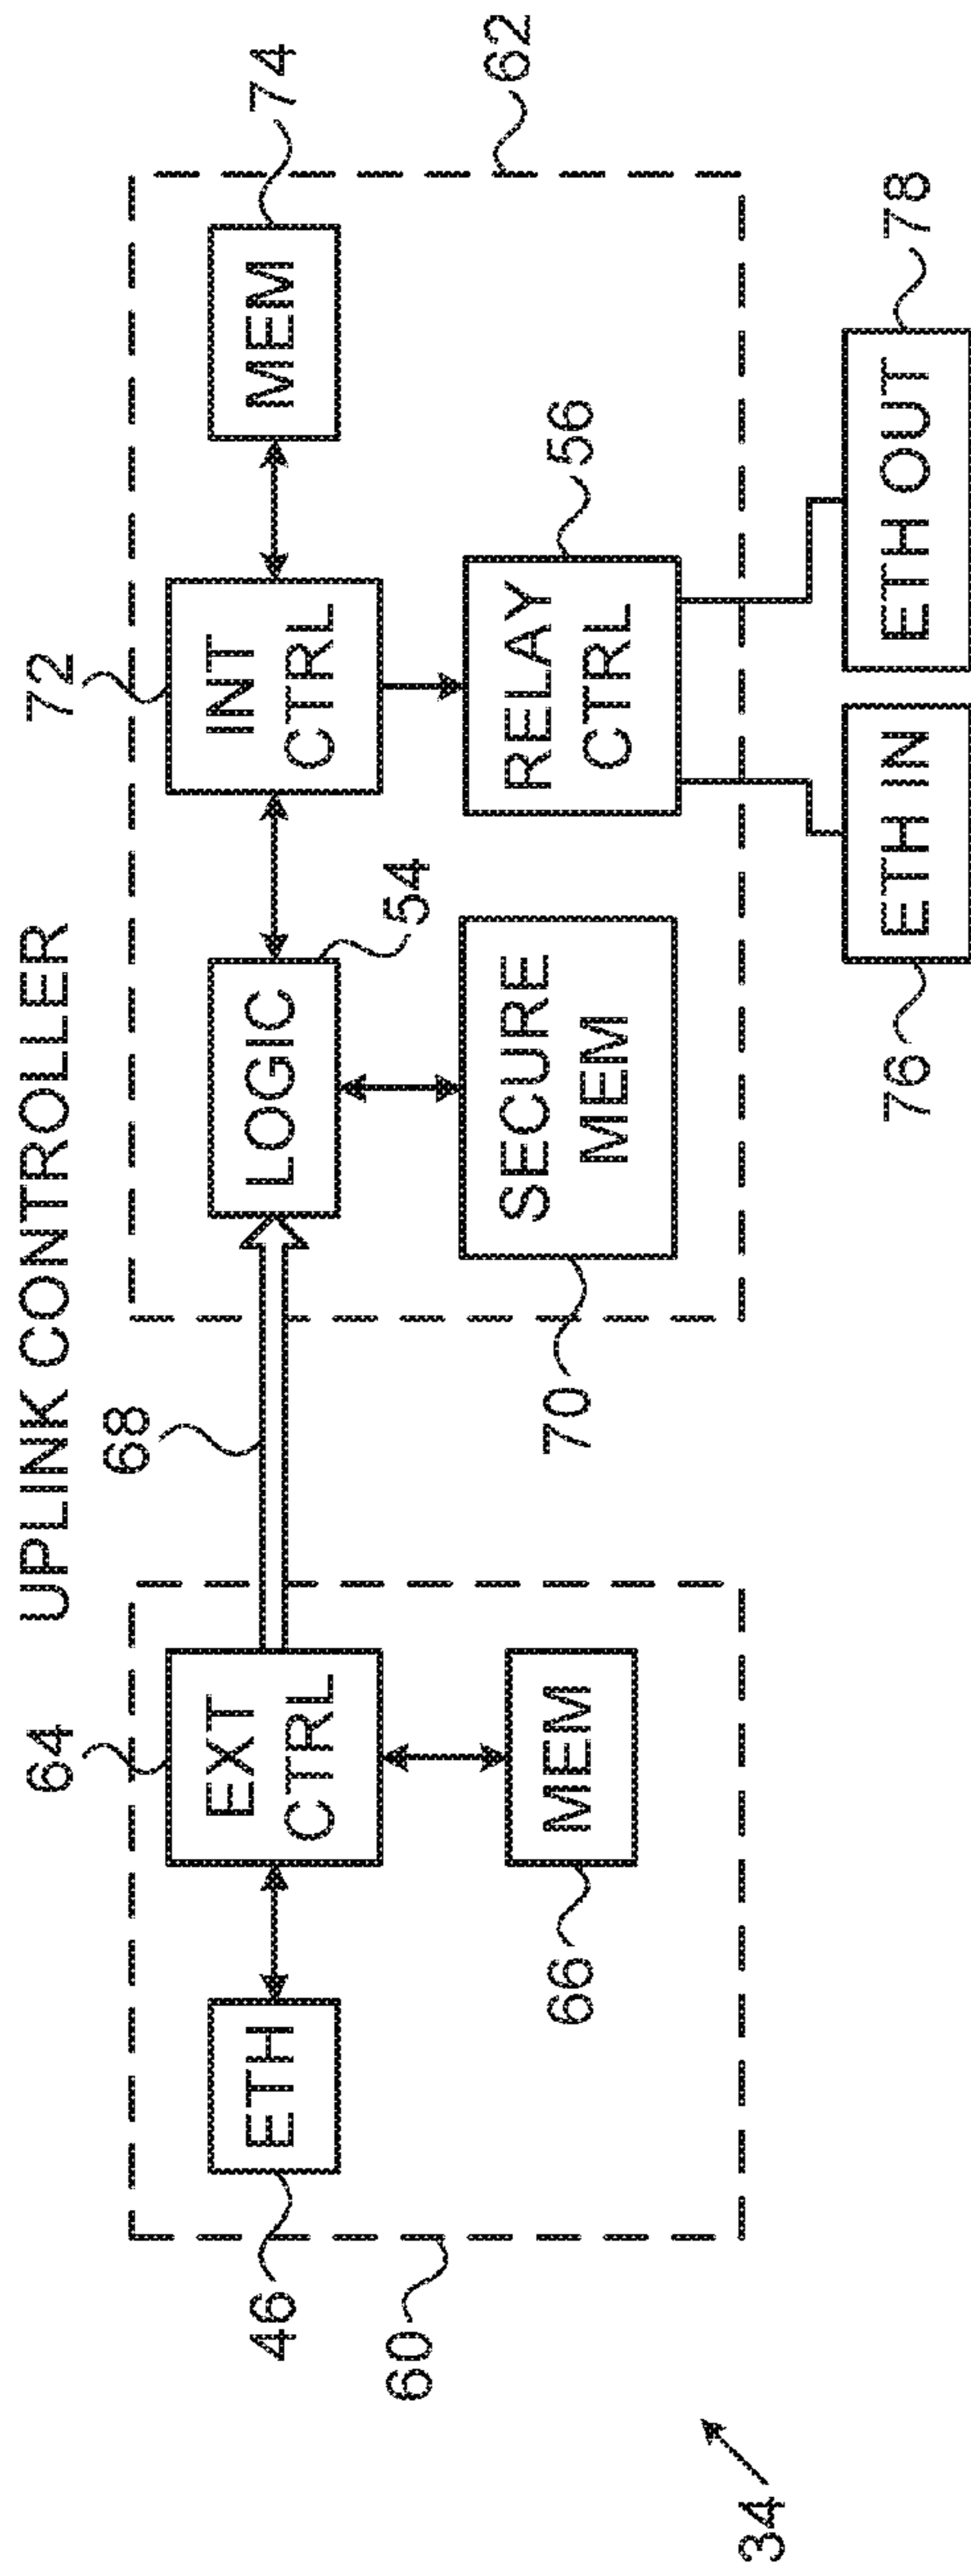 UPLINK CONTROLLER
64
68
72
74
62
ETH
46
EXT
CTRL
MEM
66
60
LOGIC
54
SECURE
MEM
70
INT
CTRL
MEM
RELAY
CTRL
56
ETH IN
76
ETH OUT
78
34